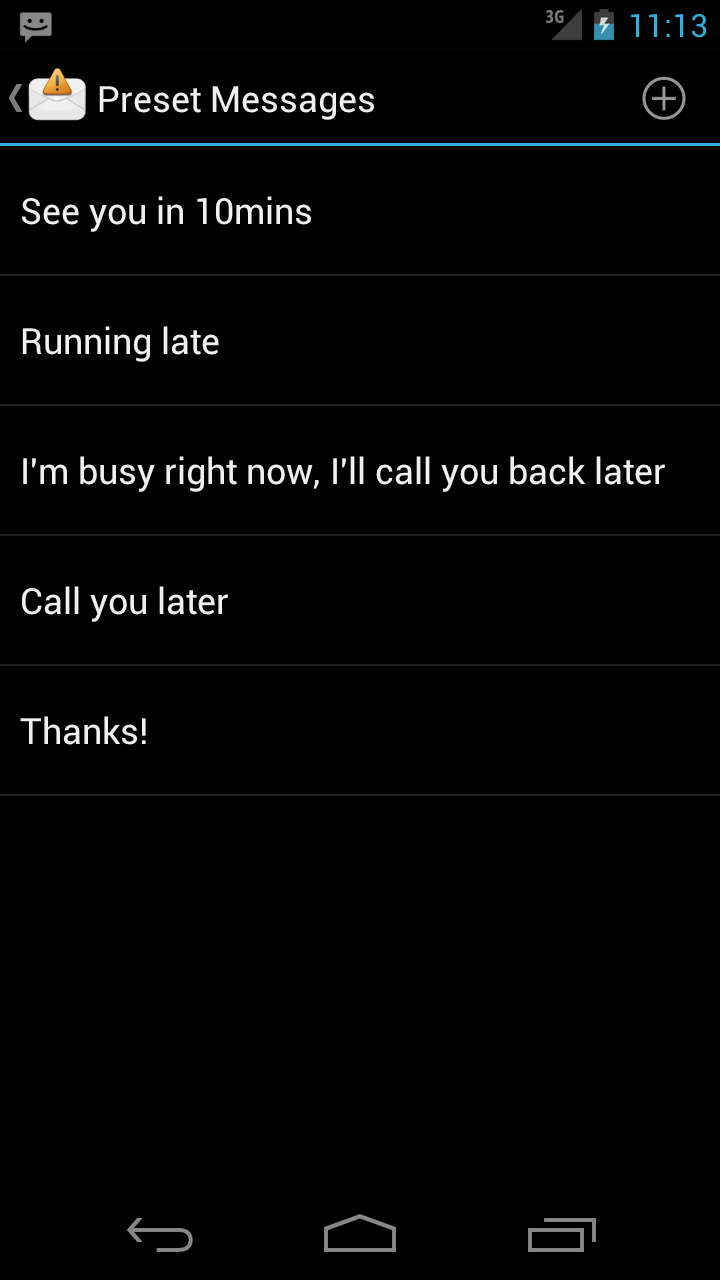 3G 11:13
Preset Messages
See you in 10mins
Running late
I'm busy right now, I'll call you back later
Call you later
Thanks!